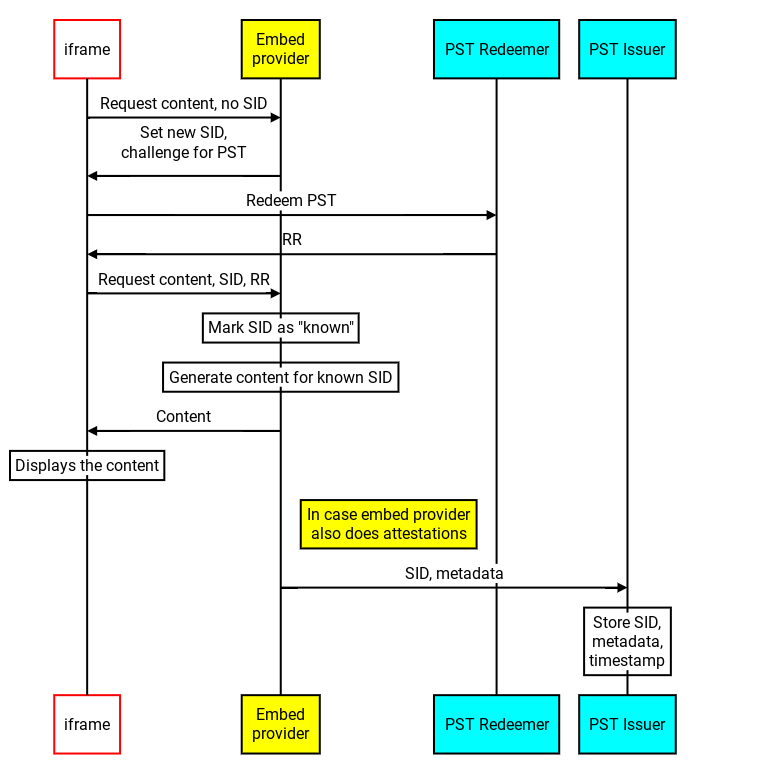 iframe
Embed
provider
PST Redeemer
PST Issuer
Request content, no SID
Set new SID,
challenge for PST
Redeem PST
RR
Request content, SID, RR
Mark SID as "known"
Generate content for known SID
Content
Displays the content
In case embed provider
also does attestations
SID, metadata
Store SID,
metadata,
timestamp
iframe
Embed
provider
PST Redeemer
PST Issuer